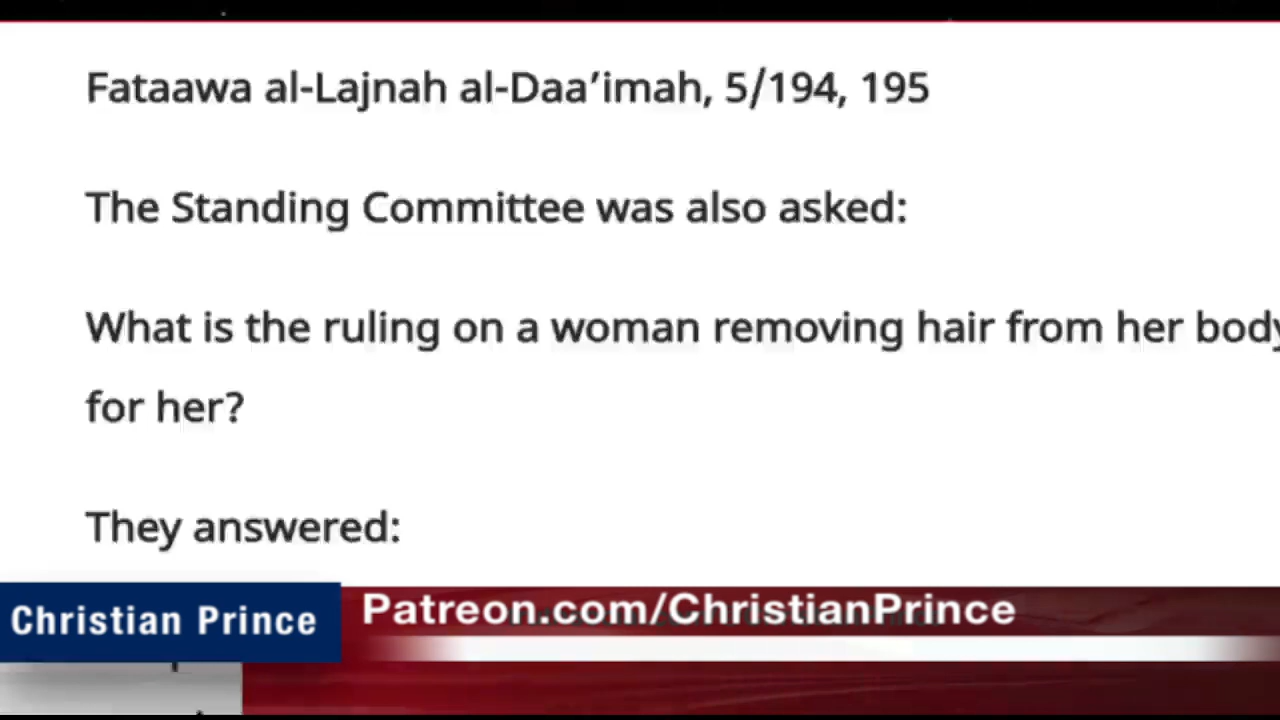 Fataawa al-Lajnah al-Daa’imah, 5/194, 195
The Standing Committee was also asked:
What is the ruling on a woman removing hair from her body
for her?
They answered:
Christian Prince
Patreon.com/ChristianPrince